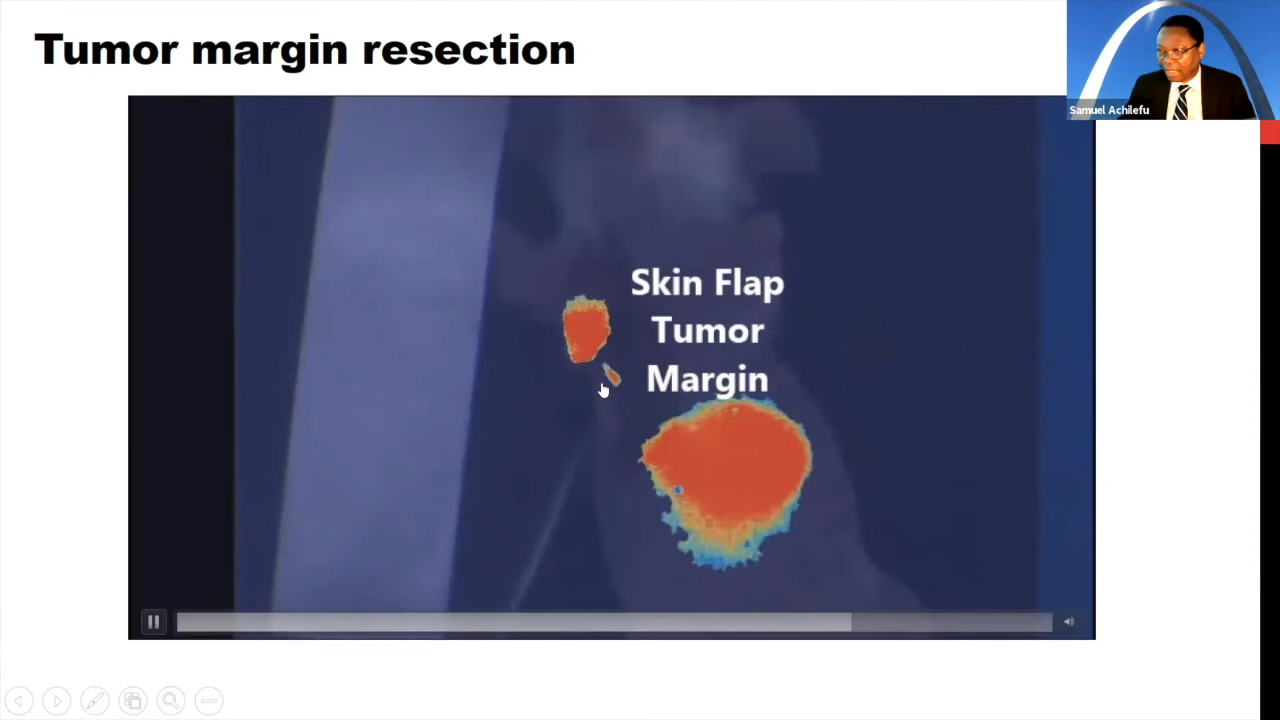 Tumor margin resection
Samuel Achilefu
Skin Flap
Tumor
Margin